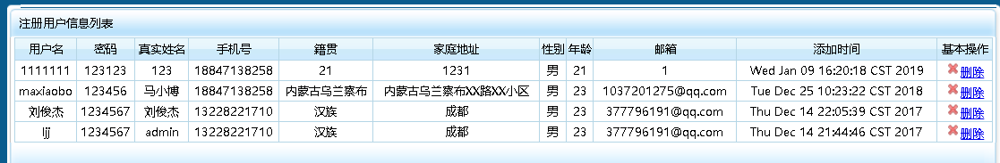 注册用户信息列表
用户名 密码 真实姓名 手机号 籍贯 家庭地址 性别 年龄 邮箱 添加时间 基本操作
1111111 123123 123 18847138258 21 1231 男 21 1 Wed Jan 09 16:20:18 CST 2019 删除
maxiaobo 123456 马小博 18847138258 内蒙古乌兰察布 内蒙古乌兰察布XX路XX小区 男 23 1037201275@qq.com Tue Dec 25 10:23:22 CST 2018 删除
刘俊杰 1234567 刘俊杰 13228221710 汉族 成都 男 23 377796191@qq.com Thu Dec 14 22:05:39 CST 2017 删除
ljj 1234567 admin 13228221710 汉族 成都 男 23 377796191@qq.com Thu Dec 14 21:44:46 CST 2017 删除